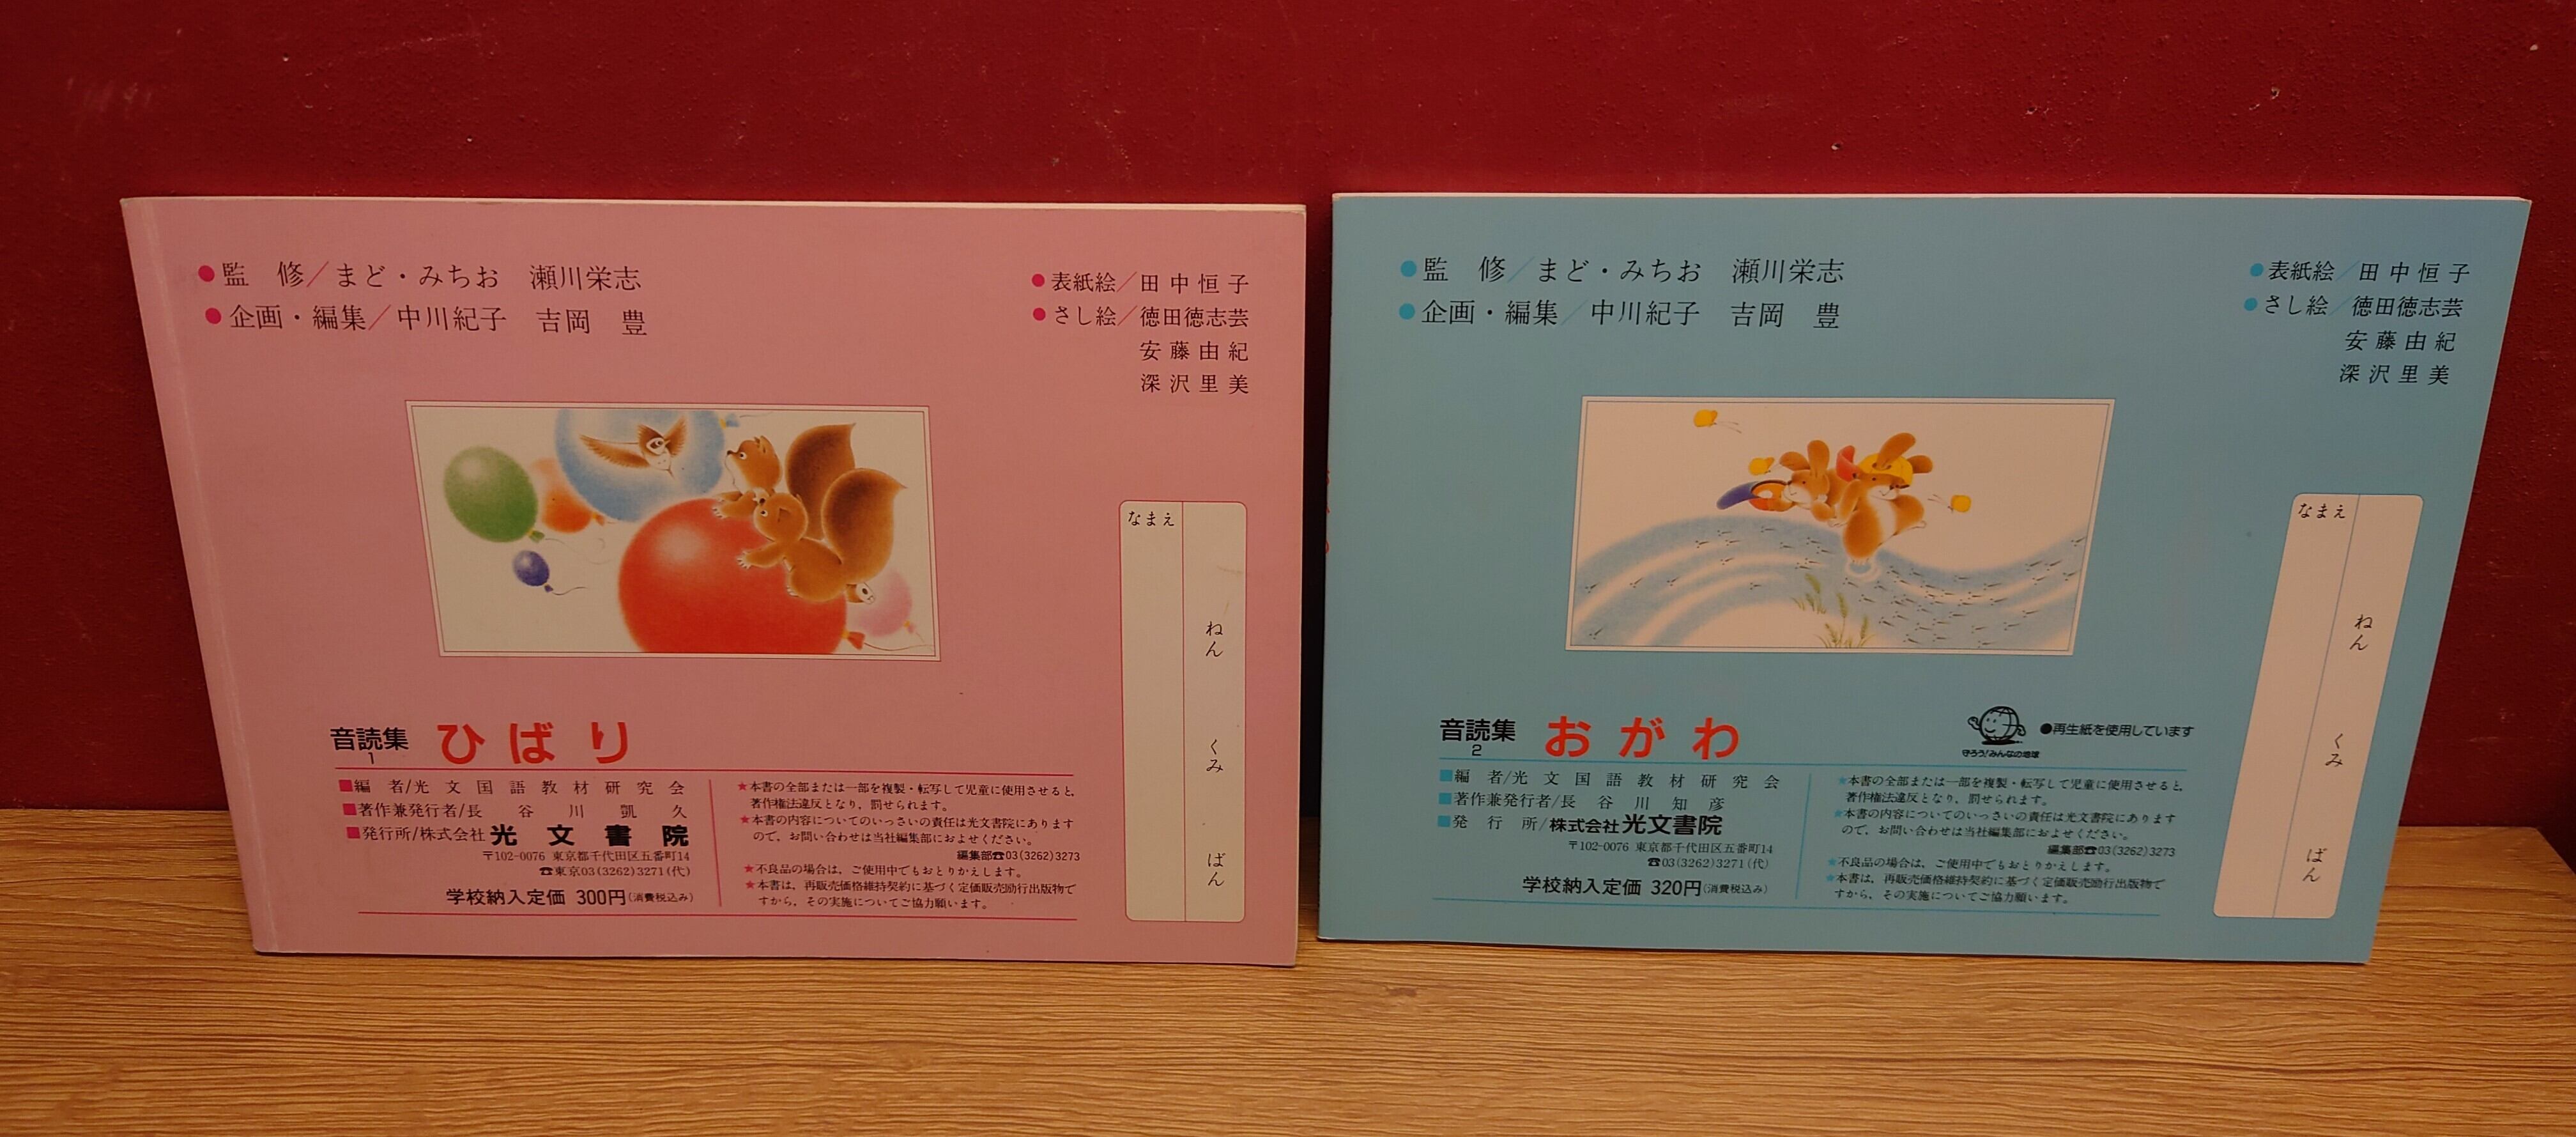 ●監　修／まど・みちお　瀬川栄志
●企画・編集／中川紀子　吉岡　豊
●表紙絵／田中恒子
●さし絵／徳田徳志芸
安藤由紀
深沢里美
なまえ
ねん
くみ
ばん
音読集1 ひばり
■編　者/光文国語教材研究会
■著作兼発行者/長谷川凱久
■発行所/株式会社光文書院
〒102-0076 東京都千代田区五番町14
☎東京03(3262)3271(代)
学校納入定価 300円(消費税込み)
★本書の全部または一部を複製・転写して児童に使用させると,
著作権法違反となり，罰せられます。
★本書の内容についてのいっさいの責任は光文書院にあります
ので、お問い合わせは当社編集部におよせください。
編集部☎03(3262)3273
★不良品の場合は、ご使用中でもおとりかえします。
★本書は、再販売価格維持契約に基づく定価販売励行出版物で
すから、その実施についてご協力願います。
●監　修／まど・みちお　瀬川栄志
●企画・編集／中川紀子　吉岡　豊
●表紙絵／田中恒子
●さし絵／徳田徳志芸
安藤由紀
深沢里美
なまえ
ねん
くみ
ばん
音読集2 おがわ
守ろう!みんなの地球
●再生紙を使用しています
■編　者/光文国語教材研究会
■著作兼発行者/長谷川知彦
■発　行　所/株式会社光文書院
〒102-0076 東京都千代田区五番町14
☎03(3262)3271(代)
学校納入定価 320円(消費税込み)
★本書の全部または一部を複製・転写して児童に使用させると,
著作権法違反となり，罰せられます。
★本書の内容についてのいっさいの責任は光文書院にあります
ので、お問い合わせは当社編集部におよせください。
編集部☎03(3262)3273
★不良品の場合は、ご使用中でもおとりかえします。
★本書は、再販売価格維持契約に基づく定価販売励行出版物で
すから、その実施についてご協力願います。